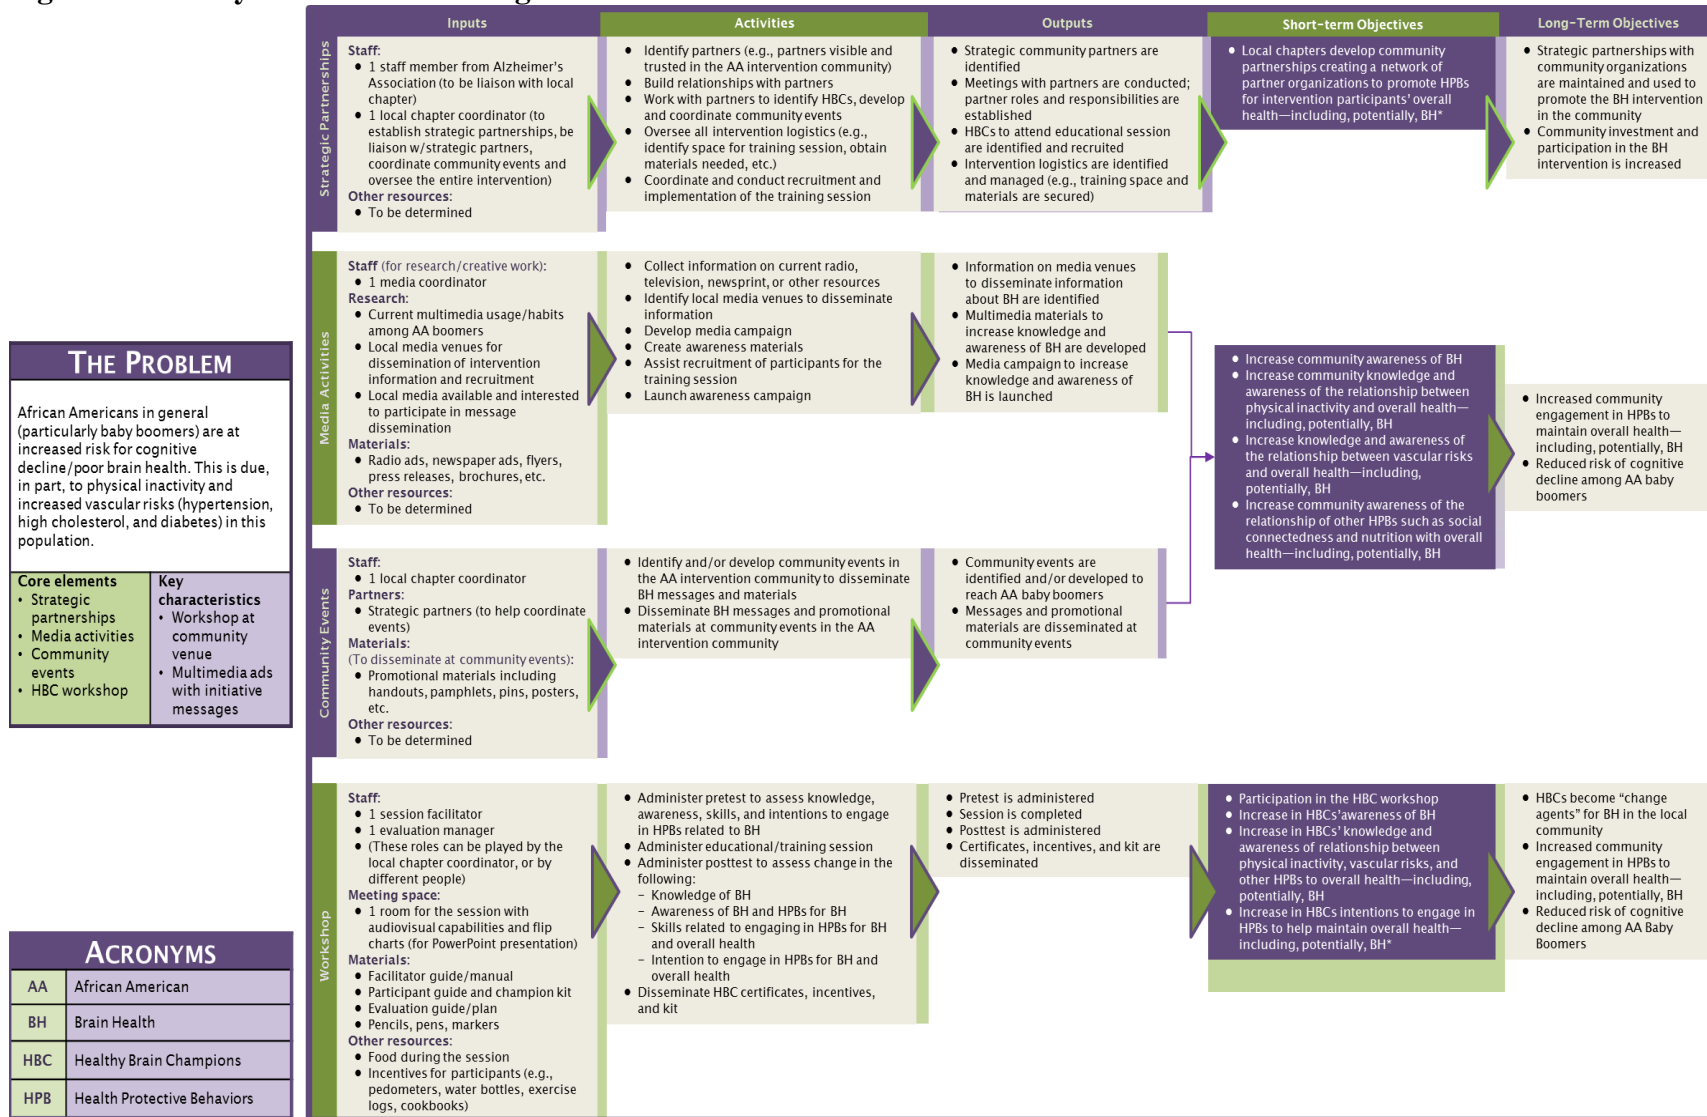 Inputs
Activities
Outputs
Short-term Objectives
Long-Term Objectives
Strategic Partnerships
Staff:
● 1 staff member from Alzheimer's
Association (to be liaison with local
chapter)
● 1 local chapter coordinator (to
establish strategic partnerships, be
liaison w/strategic partners,
coordinate community events and
oversee the entire intervention)
Other resources:
● To be determined
● Identify partners (e.g., partners visible and
trusted in the AA intervention community)
● Build relationships with partners
● Work with partners to identify HBCs, develop
and coordinate community events
● Oversee all intervention logistics (e.g.,
identify space for training session, obtain
materials needed, etc.)
● Coordinate and conduct recruitment and
implementation of the training session
● Strategic community partners are
identified
● Meetings with partners are conducted;
partner roles and responsibilities are
established
● HBCs to attend educational session
are identified and recruited
● Intervention logistics are identified
and managed (e.g., training space and
materials are secured)
● Local chapters develop community
partnerships creating a network of
partner organizations to promote HPBs
for intervention participants' overall
health—including, potentially, BH*
● Strategic partnerships with
community organizations
are maintained and used to
promote the BH intervention
in the community
● Community investment and
participation in the BH
intervention is increased
Media Activities
Staff (for research/creative work):
● 1 media coordinator
Research:
● Current multimedia usage/habits
among AA boomers
● Local media venues for
dissemination of intervention
information and recruitment
● Local media available and interested
to participate in message
dissemination
Materials:
● Radio ads, newspaper ads, flyers,
press releases, brochures, etc.
Other resources:
● To be determined
● Collect information on current radio,
television, newsprint, or other resources
● Identify local media venues to disseminate
information
● Develop media campaign
● Create awareness materials
● Assist recruitment of participants for the
training session
● Launch awareness campaign
● Information on media venues
to disseminate information
about BH are identified
● Multimedia materials to
increase knowledge and
awareness of BH are developed
● Media campaign to increase
knowledge and awareness of
BH is launched
● Increase community awareness of BH
● Increase community knowledge and
awareness of the relationship between
physical inactivity and overall health—
including, potentially, BH
● Increase knowledge and awareness of
the relationship between vascular risks
and overall health—including,
potentially, BH
● Increase community awareness of the
relationship of other HPBs such as social
connectedness and nutrition with overall
health—including, potentially, BH
● Increased community
engagement in HPBs to
maintain overall health—
including, potentially, BH
● Reduced risk of cognitive
decline among AA baby
boomers
THE PROBLEM
African Americans in general
(particularly baby boomers) are at
increased risk for cognitive
decline/poor brain health. This is due,
in part, to physical inactivity and
increased vascular risks (hypertension,
high cholesterol, and diabetes) in this
population.
Core elements
• Strategic
partnerships
• Media activities
• Community
events
• HBC workshop
Key
characteristics
• Workshop at
community
venue
• Multimedia ads
with initiative
messages
Community Events
Staff:
● 1 local chapter coordinator
Partners:
● Strategic partners (to help coordinate
events)
Materials:
(To disseminate at community events):
● Promotional materials including
handouts, pamphlets, pins, posters,
etc.
Other resources:
● To be determined
● Identify and/or develop community events in
the AA intervention community to disseminate
BH messages and materials
● Disseminate BH messages and promotional
materials at community events in the AA
intervention community
● Community events are
identified and/or developed to
reach AA baby boomers
● Messages and promotional
materials are disseminated at
community events
Workshop
Staff:
● 1 session facilitator
● 1 evaluation manager
● (These roles can be played by the
local chapter coordinator, or by
different people)
Meeting space:
● 1 room for the session with
audiovisual capabilities and flip
charts (for PowerPoint presentation)
Materials:
● Facilitator guide/manual
● Participant guide and champion kit
● Evaluation guide/plan
● Pencils, pens, markers
Other resources:
● Food during the session
● Incentives for participants (e.g.,
pedometers, water bottles, exercise
logs, cookbooks)
● Administer pretest to assess knowledge,
awareness, skills, and intentions to engage
in HPBs related to BH
● Administer educational/training session
● Administer posttest to assess change in the
following:
– Knowledge of BH
– Awareness of BH and HPBs for BH
– Skills related to engaging in HPBs for BH
and overall health
– Intention to engage in HPBs for BH and
overall health
● Disseminate HBC certificates, incentives,
and kit
● Pretest is administered
● Session is completed
● Posttest is administered
● Certificates, incentives, and kit are
disseminated
● Participation in the HBC workshop
● Increase in HBCs'awareness of BH
● Increase in HBCs' knowledge and
awareness of relationship between
physical inactivity, vascular risks, and
other HPBs to overall health—including,
potentially, BH
● Increase in HBCs intentions to engage in
HPBs to help maintain overall health—
including, potentially, BH*
● HBCs become "change
agents" for BH in the local
community
● Increased community
engagement in HPBs to
maintain overall health—
including, potentially, BH
● Reduced risk of cognitive
decline among AA Baby
Boomers
ACRONYMS
AA African American
BH Brain Health
HBC Healthy Brain Champions
HPB Health Protective Behaviors